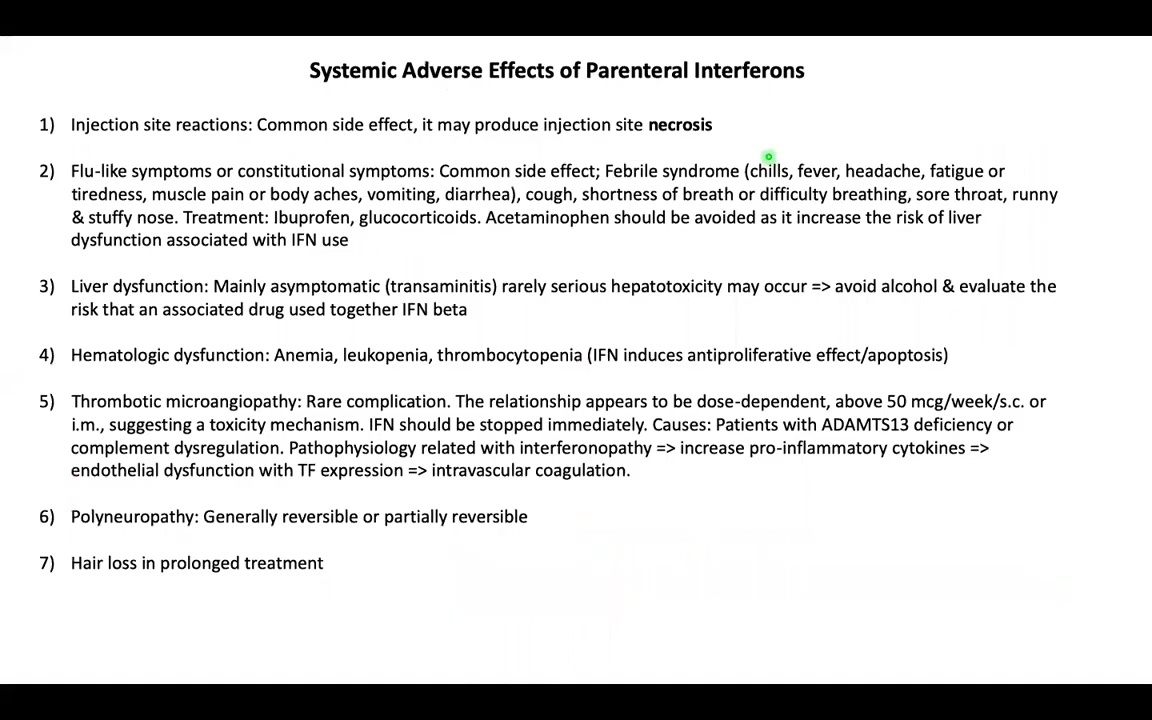 Systemic Adverse Effects of Parenteral Interferons
1) Injection site reactions: Common side effect, it may produce injection site necrosis
2) Flu-like symptoms or constitutional symptoms: Common side effect; Febrile syndrome (chills, fever, headache, fatigue or
tiredness, muscle pain or body aches, vomiting, diarrhea), cough, shortness of breath or difficulty breathing, sore throat, runny
& stuffy nose. Treatment: Ibuprofen, glucocorticoids. Acetaminophen should be avoided as it increase the risk of liver
dysfunction associated with IFN use
3) Liver dysfunction: Mainly asymptomatic (transaminitis) rarely serious hepatotoxicity may occur => avoid alcohol & evaluate the
risk that an associated drug used together IFN beta
4) Hematologic dysfunction: Anemia, leukopenia, thrombocytopenia (IFN induces antiproliferative effect/apoptosis)
5) Thrombotic microangiopathy: Rare complication. The relationship appears to be dose-dependent, above 50 mcg/week/s.c. or
i.m., suggesting a toxicity mechanism. IFN should be stopped immediately. Causes: Patients with ADAMTS13 deficiency or
complement dysregulation. Pathophysiology related with interferonopathy => increase pro-inflammatory cytokines =>
endothelial dysfunction with TF expression => intravascular coagulation.
6) Polyneuropathy: Generally reversible or partially reversible
7) Hair loss in prolonged treatment